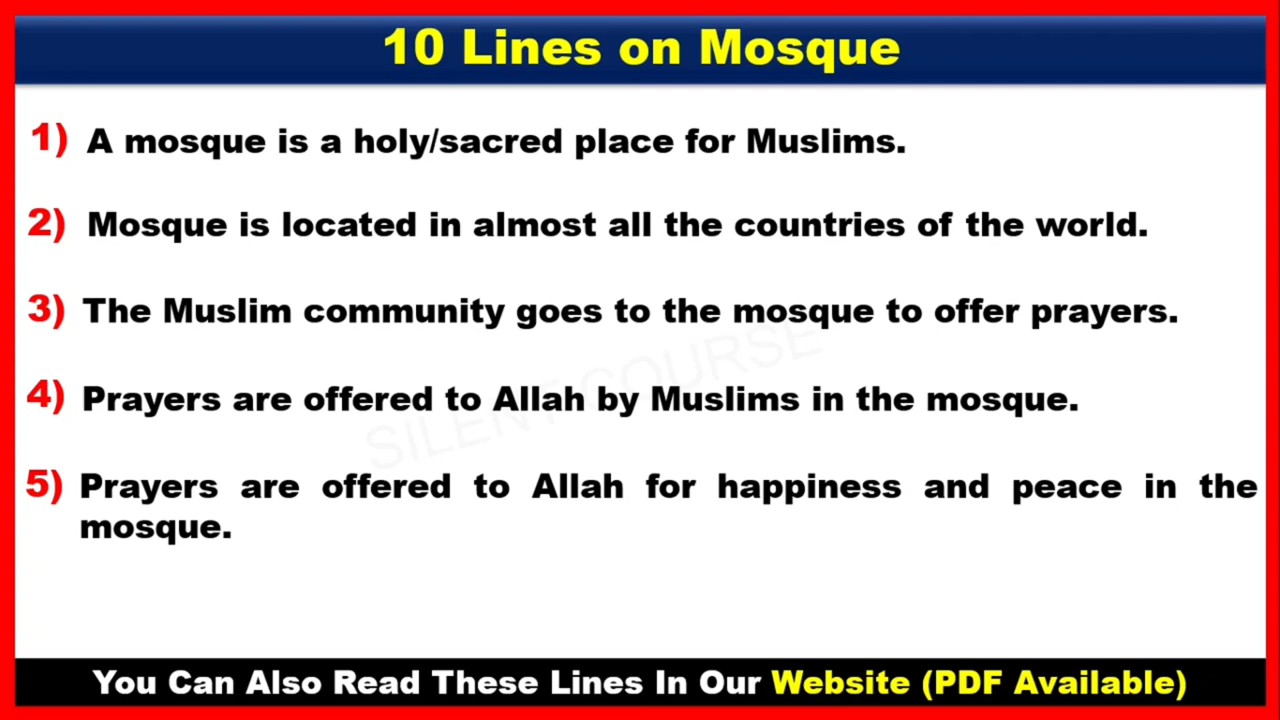 10 Lines on Mosque
1) A mosque is a holy/sacred place for Muslims.
2) Mosque is located in almost all the countries of the world.
3) The Muslim community goes to the mosque to offer prayers.
4) Prayers are offered to Allah by Muslims in the mosque.
SILENT COURSE
5) Prayers are offered to Allah for happiness and peace in the
mosque.
You Can Also Read These Lines In Our Website (PDF Available)